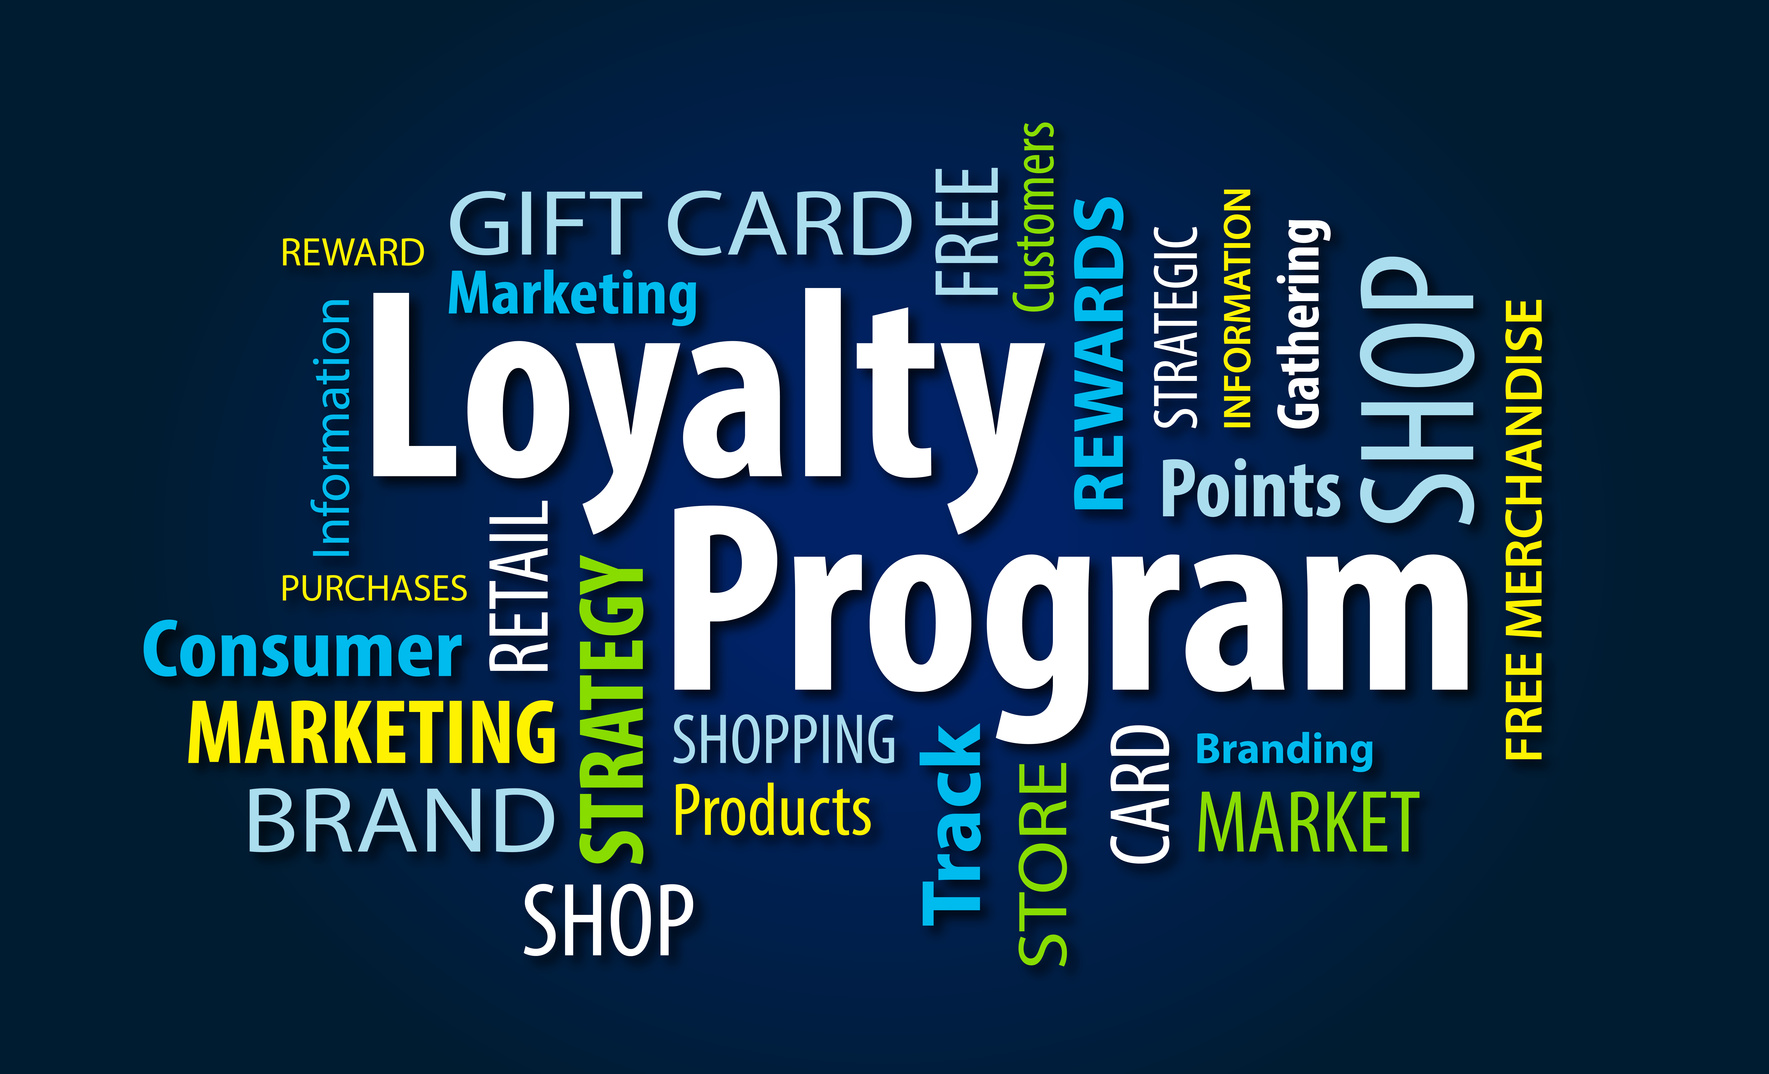 Customers
FREE
GIFT CARD
REWARD
Marketing
REWARDS
STRATEGIC
INFORMATION
Gathering
SHOP
FREE MERCHANDISE
Information
Loyalty
Points
Program
RETAIL
PURCHASES
Consumer
STRATEGY
MARKETING
SHOPPING
Track
CARD
Branding
BRAND
Products
STORE
MARKET
SHOP